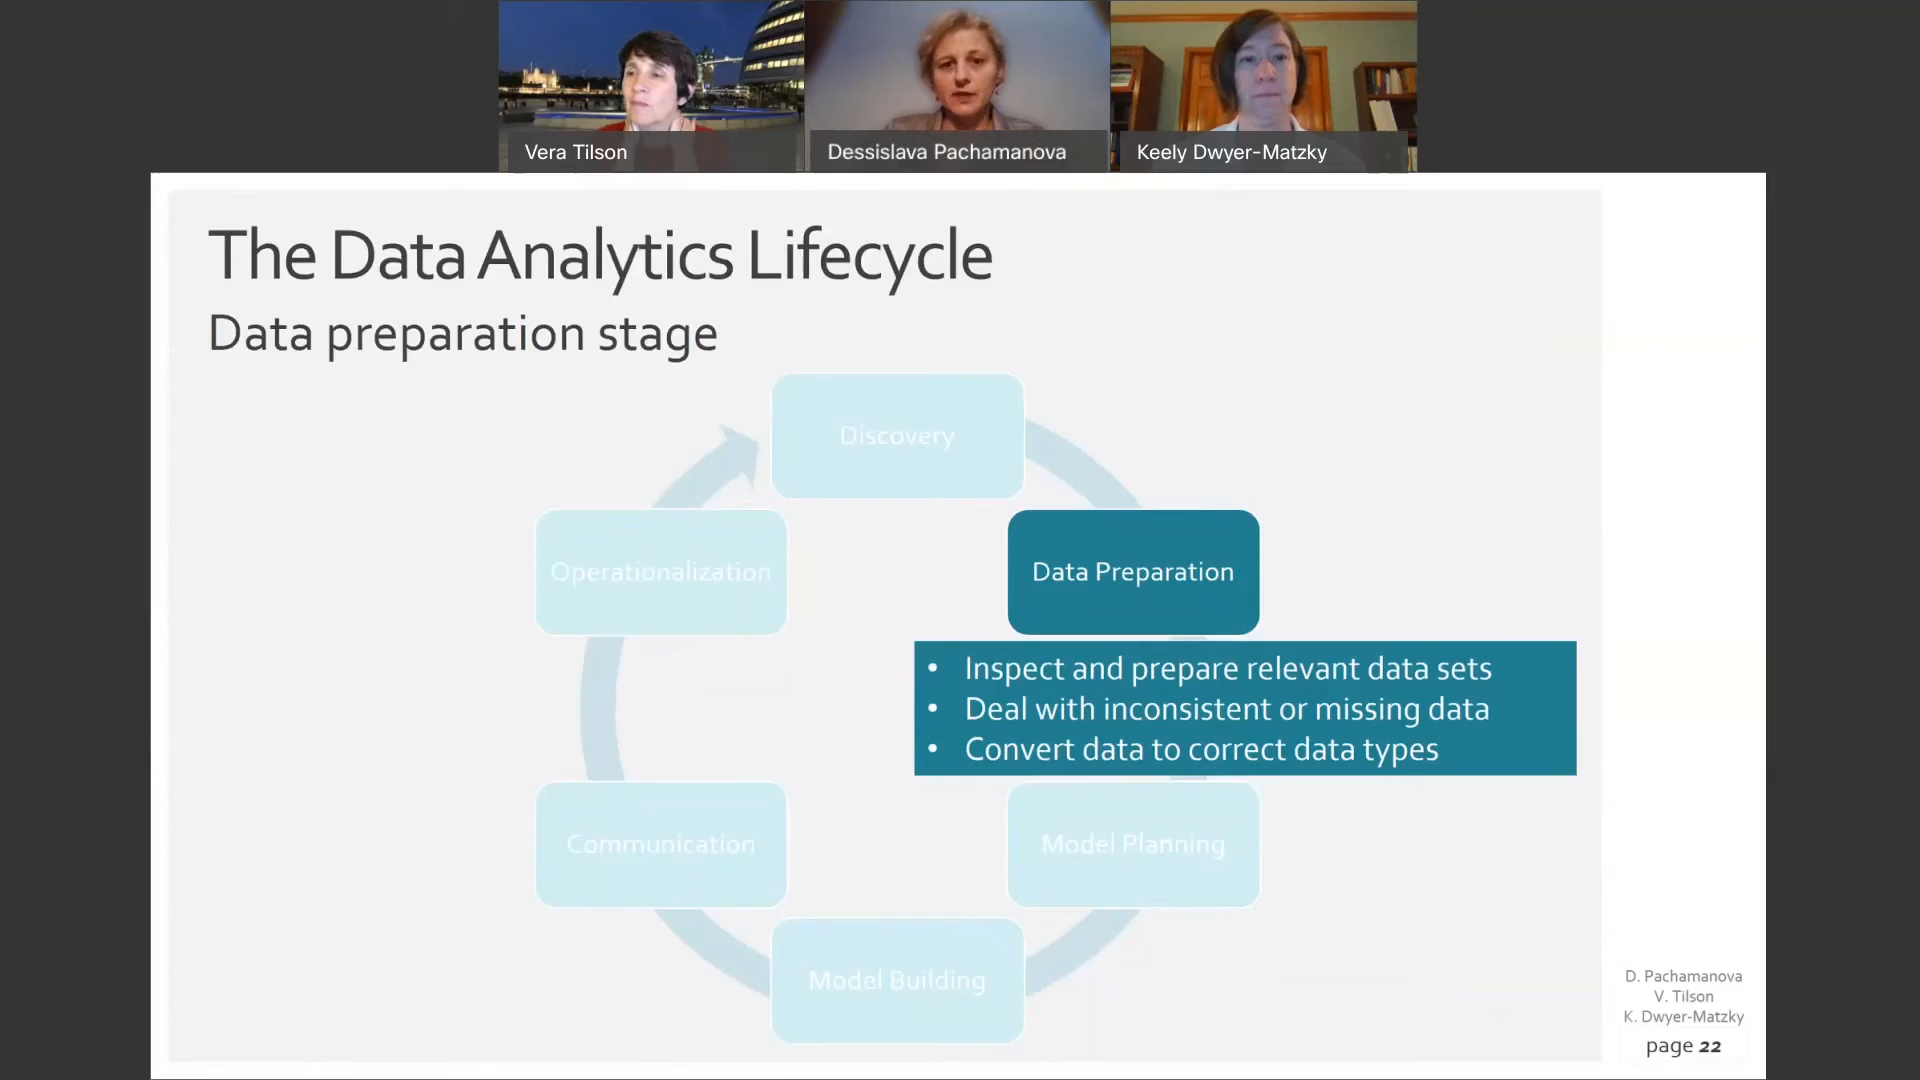 Vera Tilson
Dessislava Pachamanova
Keely Dwyer-Matzky
The Data Analytics Lifecycle
Data preparation stage
Discovery
Operationalization
Data Preparation
• Inspect and prepare relevant data sets
• Deal with inconsistent or missing data
• Convert data to correct data types
Communication
Model Planning
Model Building
D. Pachamanova
V. Tilson
K. Dwyer-Matzky
page 22